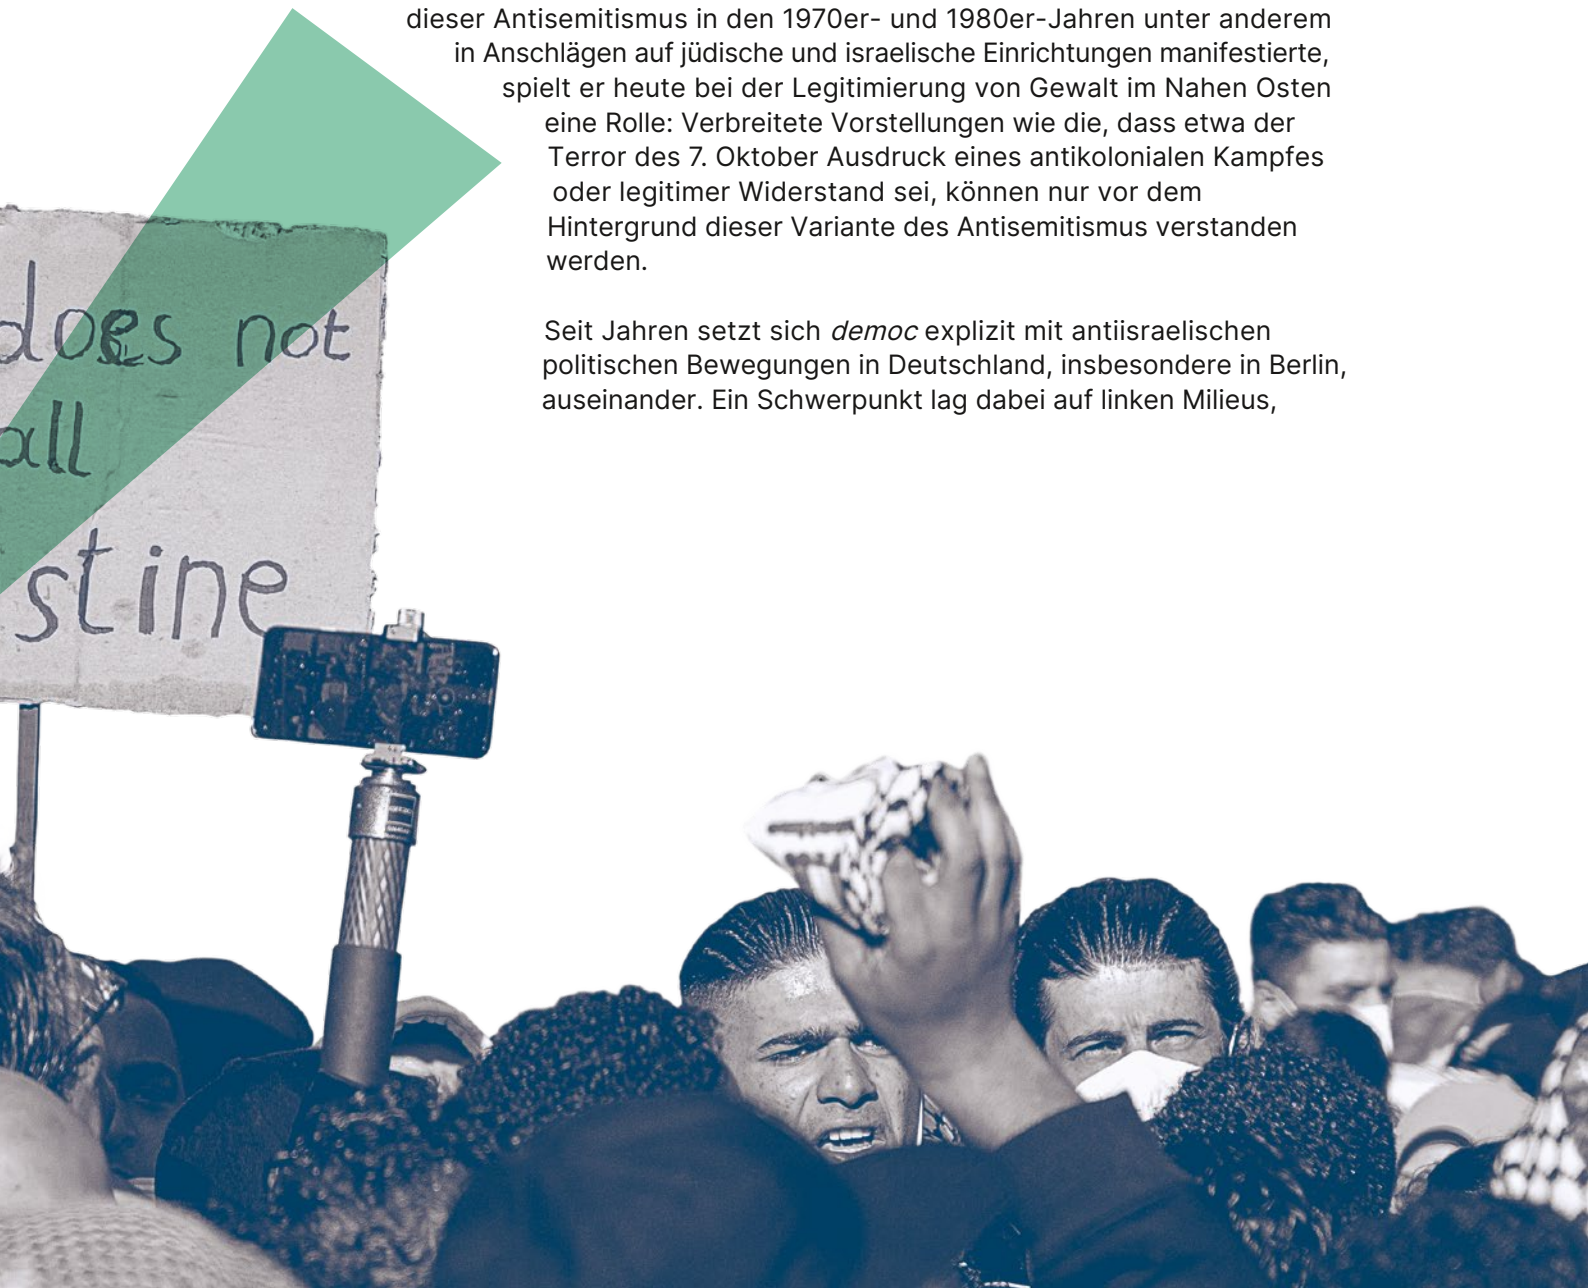 dieser Antisemitismus in den 1970er- und 1980er-Jahren unter anderem
in Anschlägen auf jüdische und israelische Einrichtungen manifestierte,
spielt er heute bei der Legitimierung von Gewalt im Nahen Osten
eine Rolle: Verbreitete Vorstellungen wie die, dass etwa der
Terror des 7. Oktober Ausdruck eines antikolonialen Kampfes
oder legitimer Widerstand sei, können nur vor dem
Hintergrund dieser Variante des Antisemitismus verstanden
werden.
Seit Jahren setzt sich democ explizit mit antiisraelischen
politischen Bewegungen in Deutschland, insbesondere in Berlin,
auseinander. Ein Schwerpunkt lag dabei auf linken Milieus,
does not
all
stine